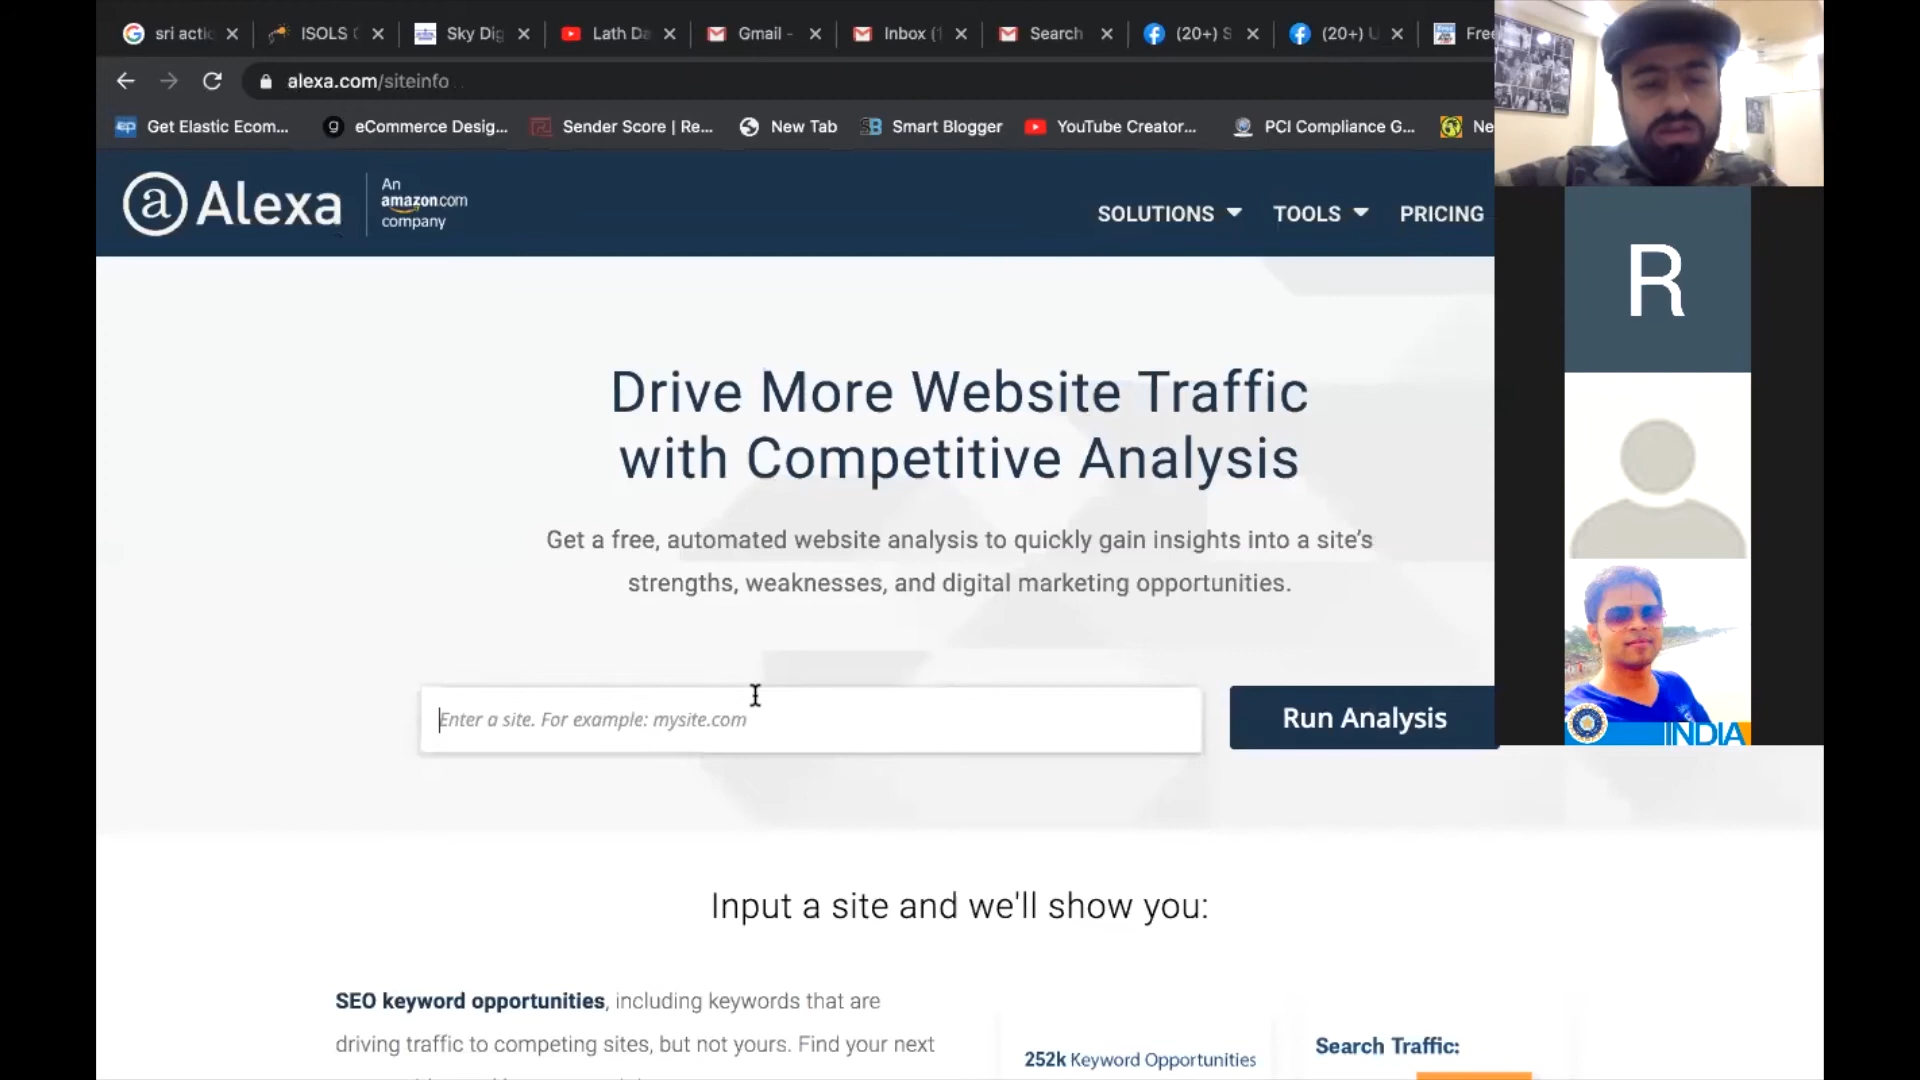 sri actic
ISOLS
Sky Dig
Lath Da
Gmail -
Inbox (1
Search
(20+) S
(20+) U
Free
alexa.com/siteinfo
ep Get Elastic Ecom...
g eCommerce Desig...
Sender Score | Re...
New Tab
SB Smart Blogger
YouTube Creator...
PCI Compliance G...
Ne
a Alexa
An
amazon.com
company
SOLUTIONS
TOOLS
PRICING
R
Drive More Website Traffic
with Competitive Analysis
Get a free, automated website analysis to quickly gain insights into a site's
strengths, weaknesses, and digital marketing opportunities.
Enter a site. For example: mysite.com
Run Analysis
INDIA
Input a site and we'll show you:
SEO keyword opportunities, including keywords that are
driving traffic to competing sites, but not yours. Find your next
252k Keyword Opportunities
Search Traffic: